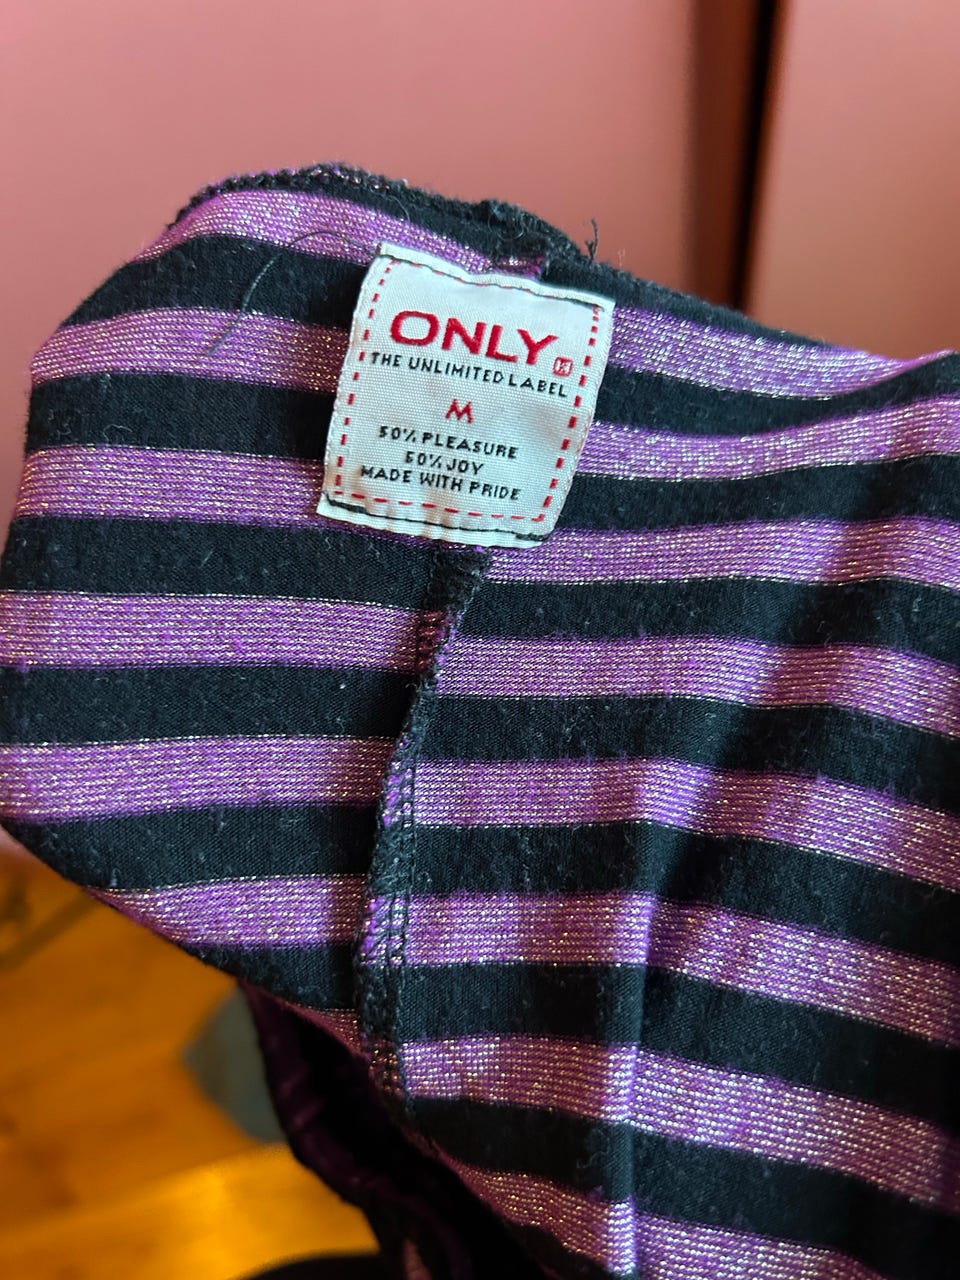 ONLY
THE UNLIMITED LABEL
M
50% PLEASURE
50% JOY
MADE WITH PRIDE